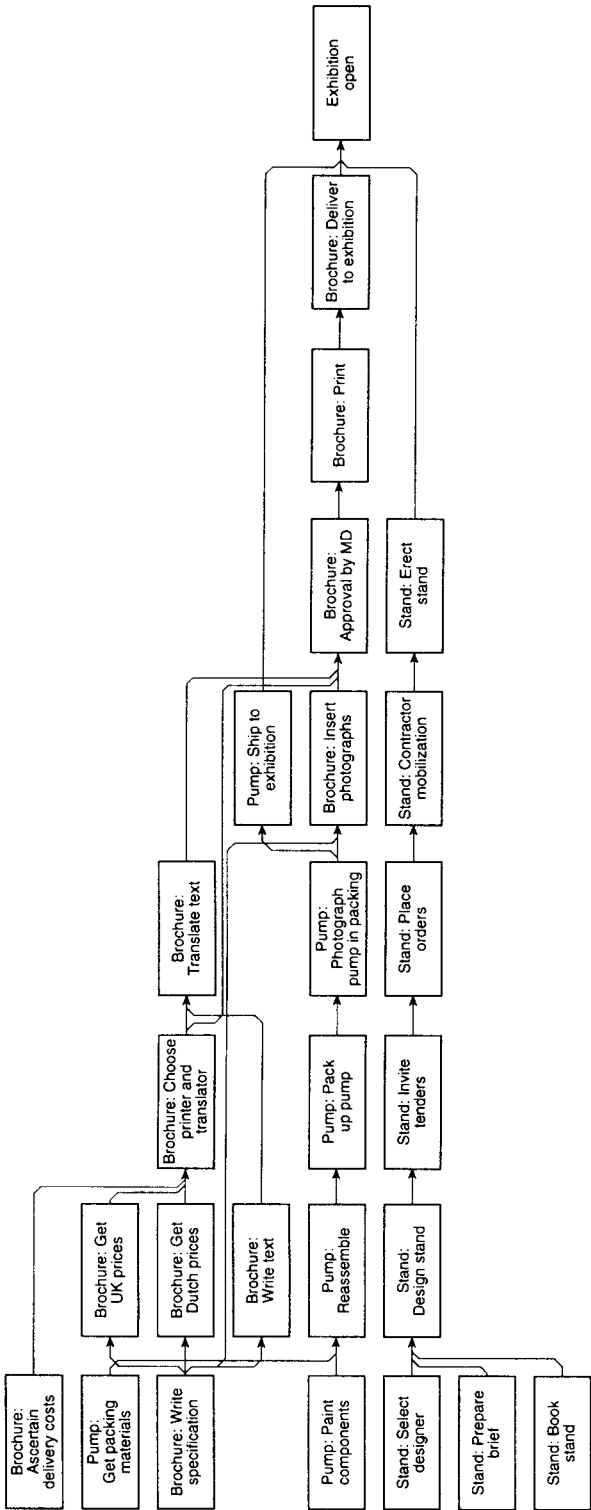 Brochure:
Ascertain
delivery costs
Pump:
Get packing
materials
Brochure: Get
UK prices
Brochure: Write
specification
Brochure: Get
Dutch prices
Brochure: Choose
printer and
translator
Brochure:
Translate text
Brochure:
Write text
Pump: Ship to
exhibition
Pump: Paint
components
Pump:
Reassemble
Pump: Pack
up pump
Pump:
Photograph
pump in packing
Brochure: Insert
photographs
Brochure:
Approval by MD
Brochure: Print
Brochure: Deliver
to exhibition
Exhibition
open
Stand: Select
designer
Stand:
Design stand
Stand: Invite
tenders
Stand: Place
orders
Stand: Contractor
mobilization
Stand: Erect
stand
Stand: Prepare
brief
Stand: Book
stand